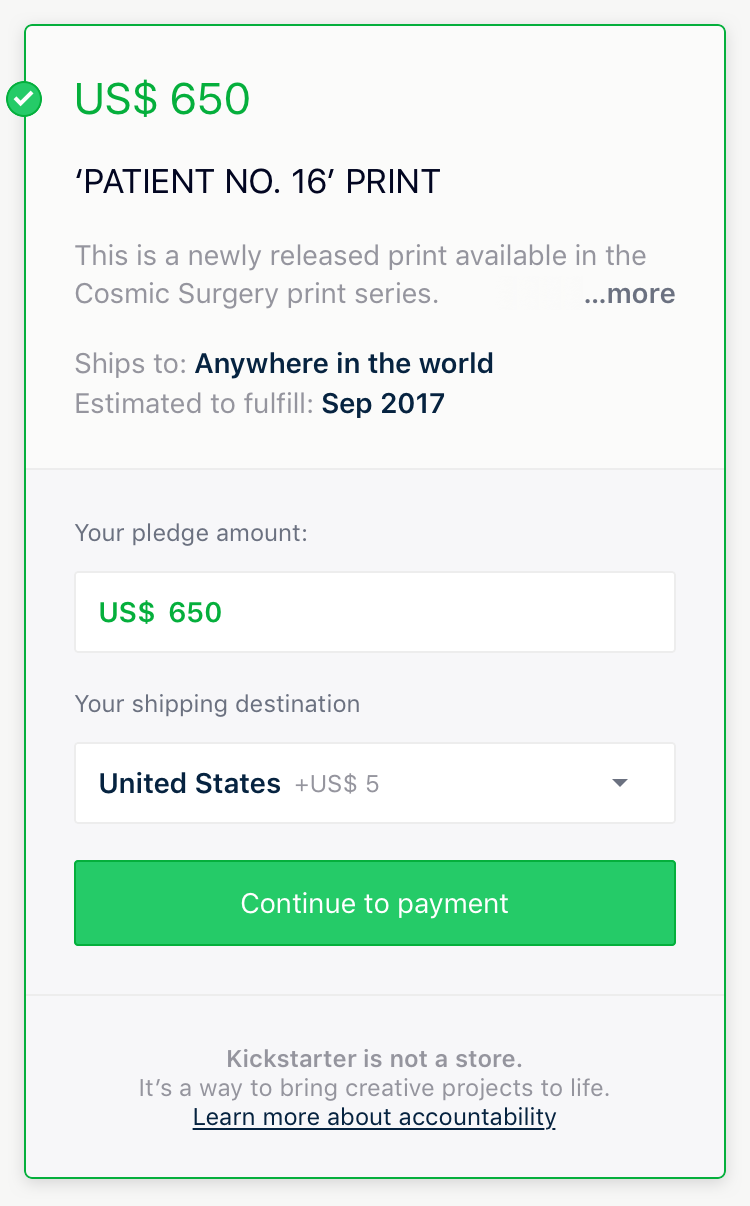 US$ 650
‘PATIENT NO. 16’ PRINT
This is a newly released print available in the
Cosmic Surgery print series. ...more
Ships to: Anywhere in the world
Estimated to fulfill: Sep 2017
Your pledge amount:
US$ 650
Your shipping destination
United States +US$ 5
Continue to payment
Kickstarter is not a store.
It’s a way to bring creative projects to life.
Learn more about accountability